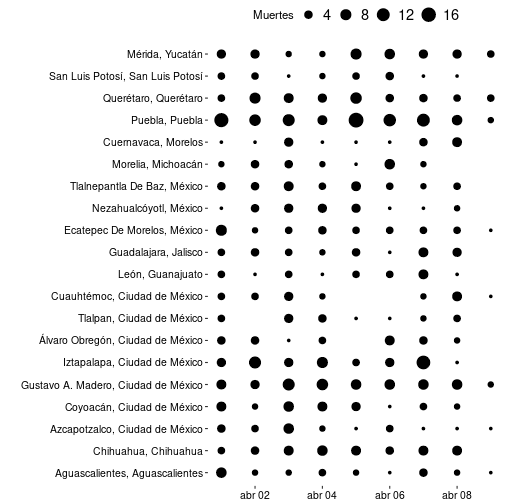 Muertes 4 8 12 16
Mérida, Yucatán
San Luis Potosí, San Luis Potosí
Querétaro, Querétaro
Puebla, Puebla
Cuernavaca, Morelos
Morelia, Michoacán
Tlalnepantla De Baz, México
Nezahualcóyotl, México
Ecatepec De Morelos, México
Guadalajara, Jalisco
León, Guanajuato
Cuauhtémoc, Ciudad de México
Tlalpan, Ciudad de México
Álvaro Obregón, Ciudad de México
Iztapalapa, Ciudad de México
Gustavo A. Madero, Ciudad de México
Coyoacán, Ciudad de México
Azcapotzalco, Ciudad de México
Chihuahua, Chihuahua
Aguascalientes, Aguascalientes
abr 02 abr 04 abr 06 abr 08